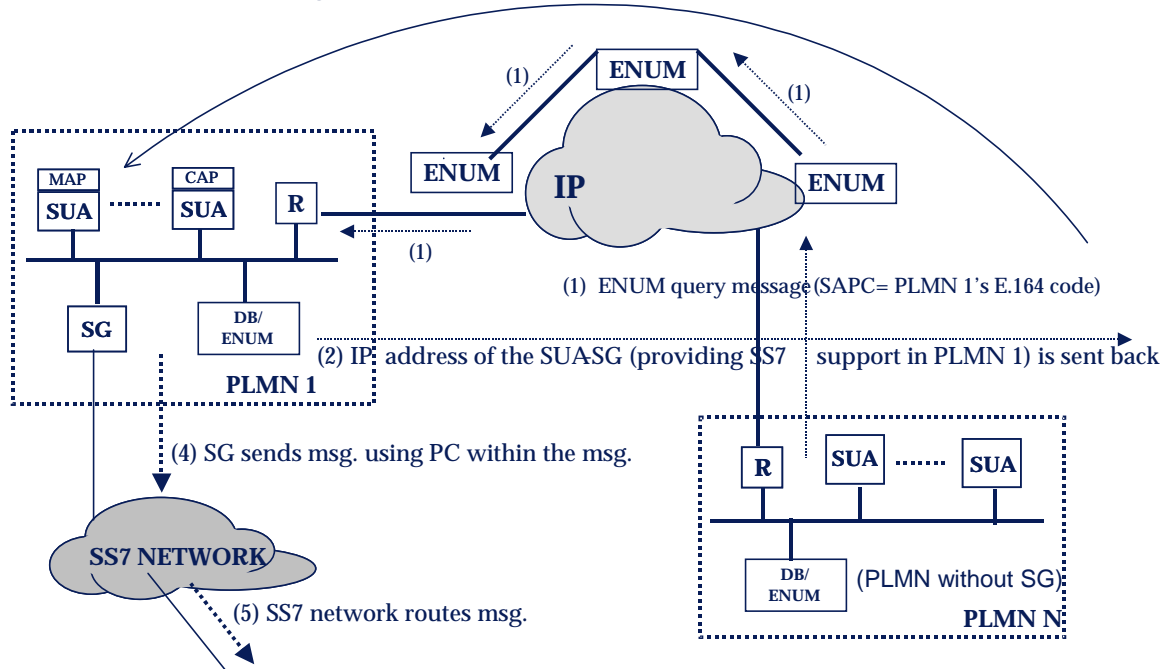 ENUM
(1)
(1)
ENUM
ENUM
IP
MAP
CAP
SUA
SUA
R
(1)
(1) ENUM query message (SAPC= PLMN 1's E.164 code)
SG
DB/
ENUM
(2) IP address of the SUA-SG (providing SS7 support in PLMN 1) is sent back
PLMN 1
(4) SG sends msg. using PC within the msg.
R
SUA
SUA
SS7 NETWORK
DB/
ENUM
(PLMN without SG)
(5) SS7 network routes msg.
PLMN N